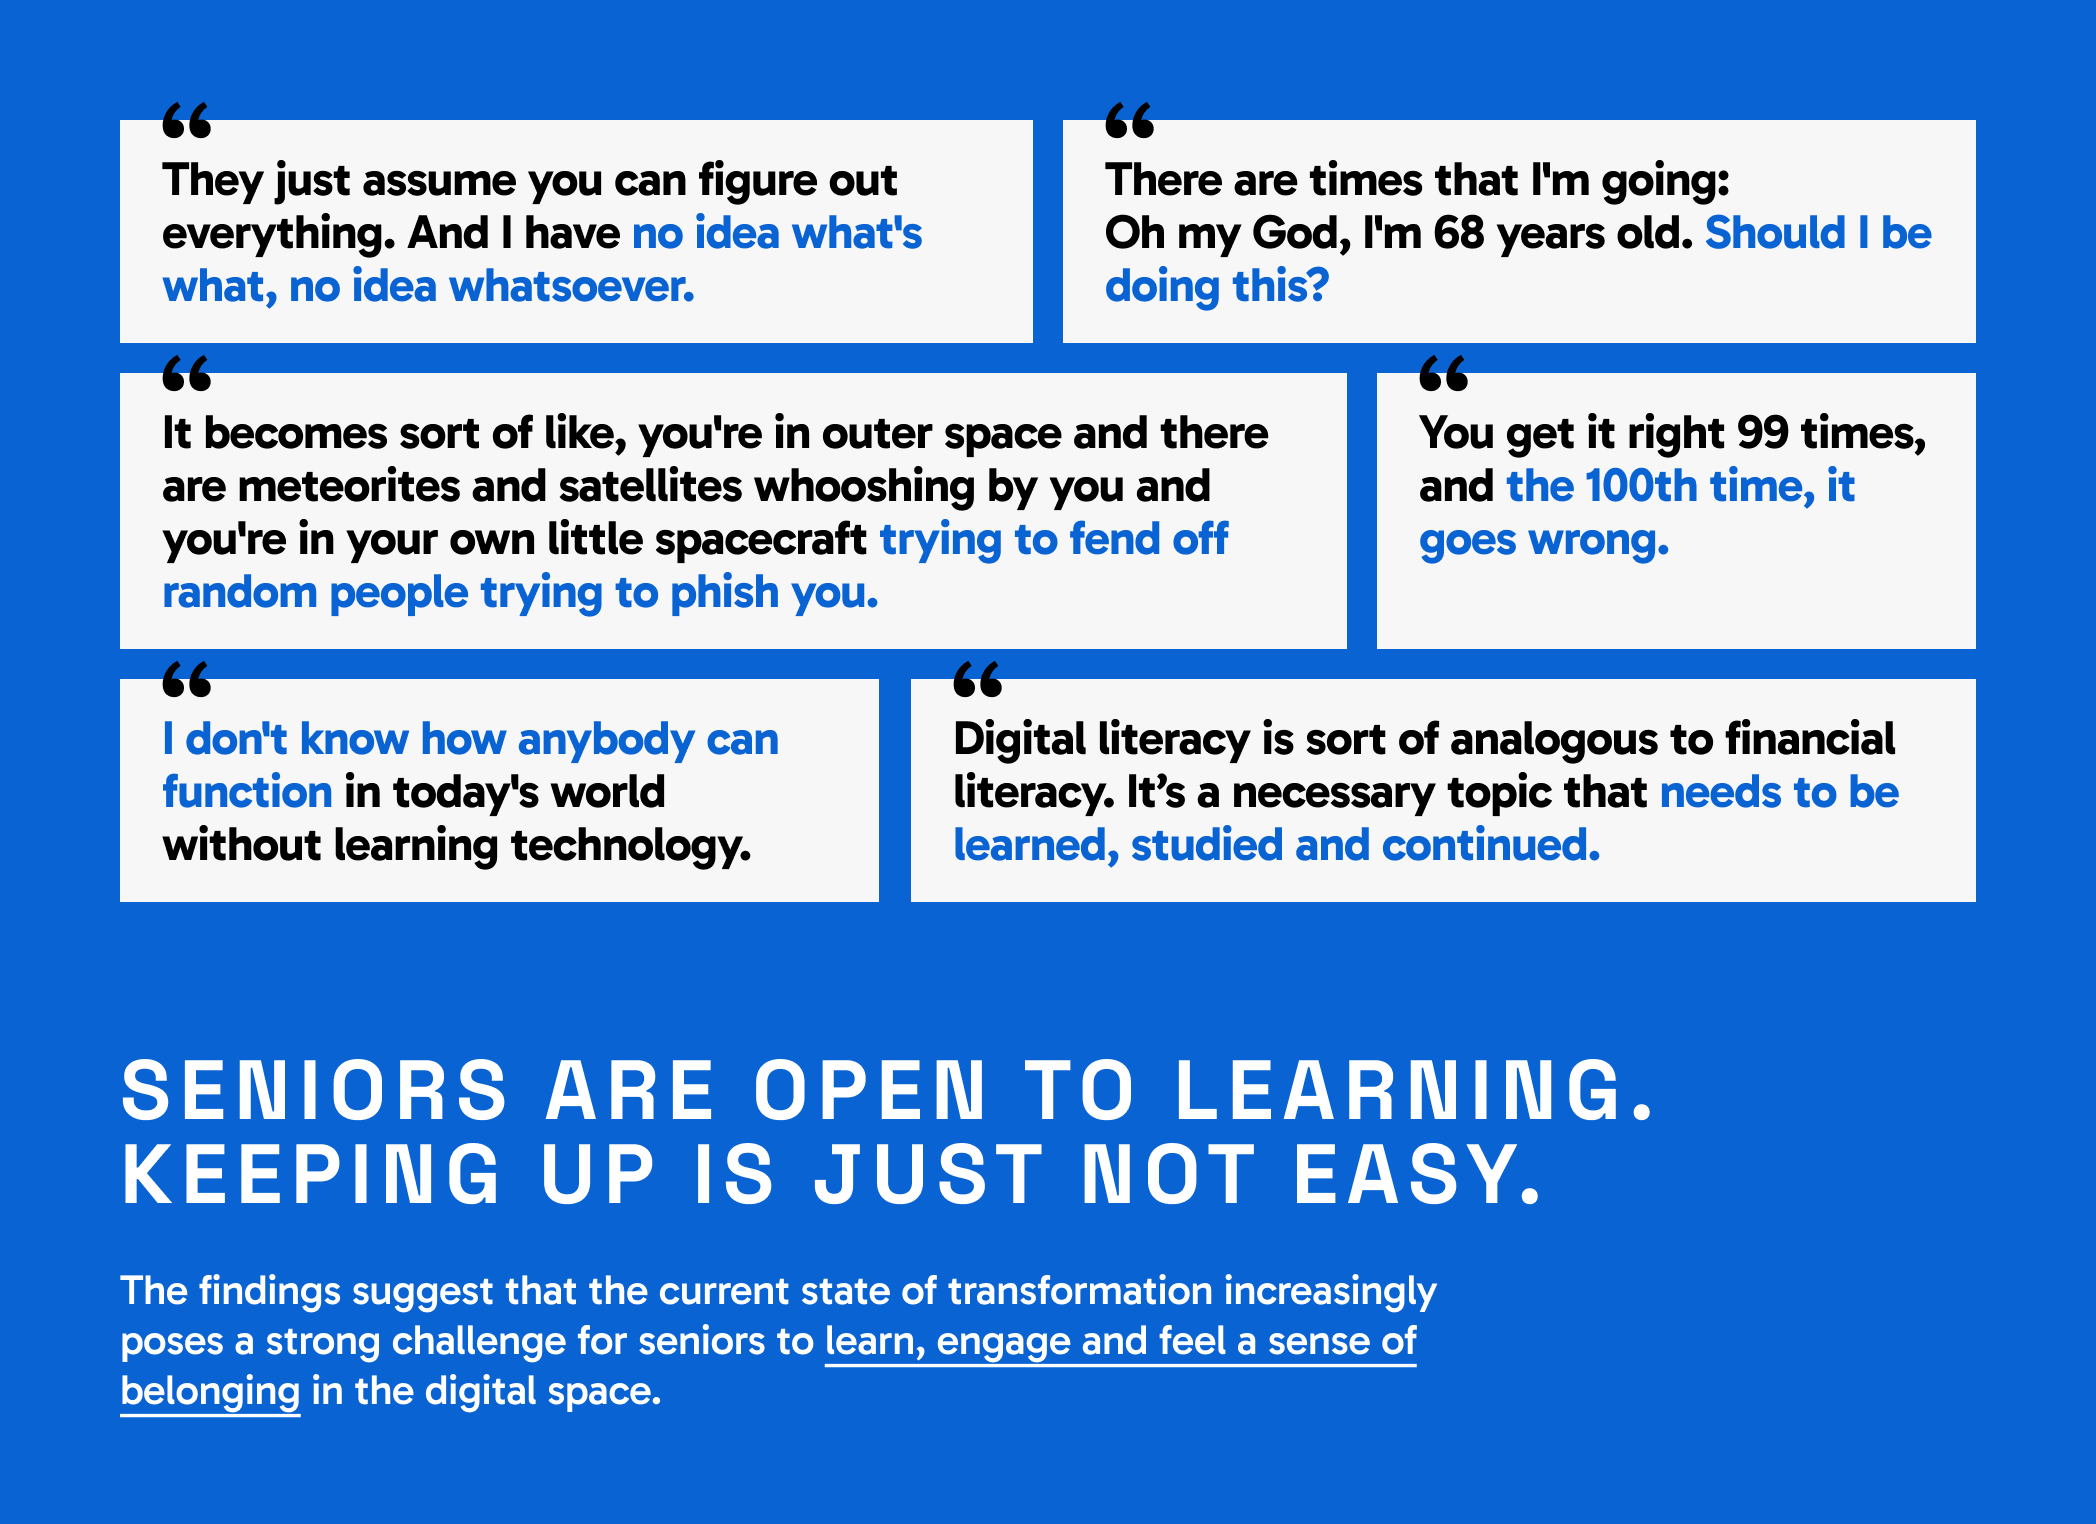 “
They just assume you can figure out
everything. And I have no idea what's
what, no idea whatsoever.
“
There are times that I'm going:
Oh my God, I'm 68 years old. Should I be
doing this?
“
It becomes sort of like, you're in outer space and there
are meteorites and satellites whooshing by you and
you're in your own little spacecraft trying to fend off
random people trying to phish you.
“
You get it right 99 times,
and the 100th time, it
goes wrong.
“
I don't know how anybody can
function in today's world
without learning technology.
“
Digital literacy is sort of analogous to financial
literacy. It’s a necessary topic that needs to be
learned, studied and continued.
SENIORS ARE OPEN TO LEARNING.
KEEPING UP IS JUST NOT EASY.
The findings suggest that the current state of transformation increasingly
poses a strong challenge for seniors to learn, engage and feel a sense of
belonging in the digital space.